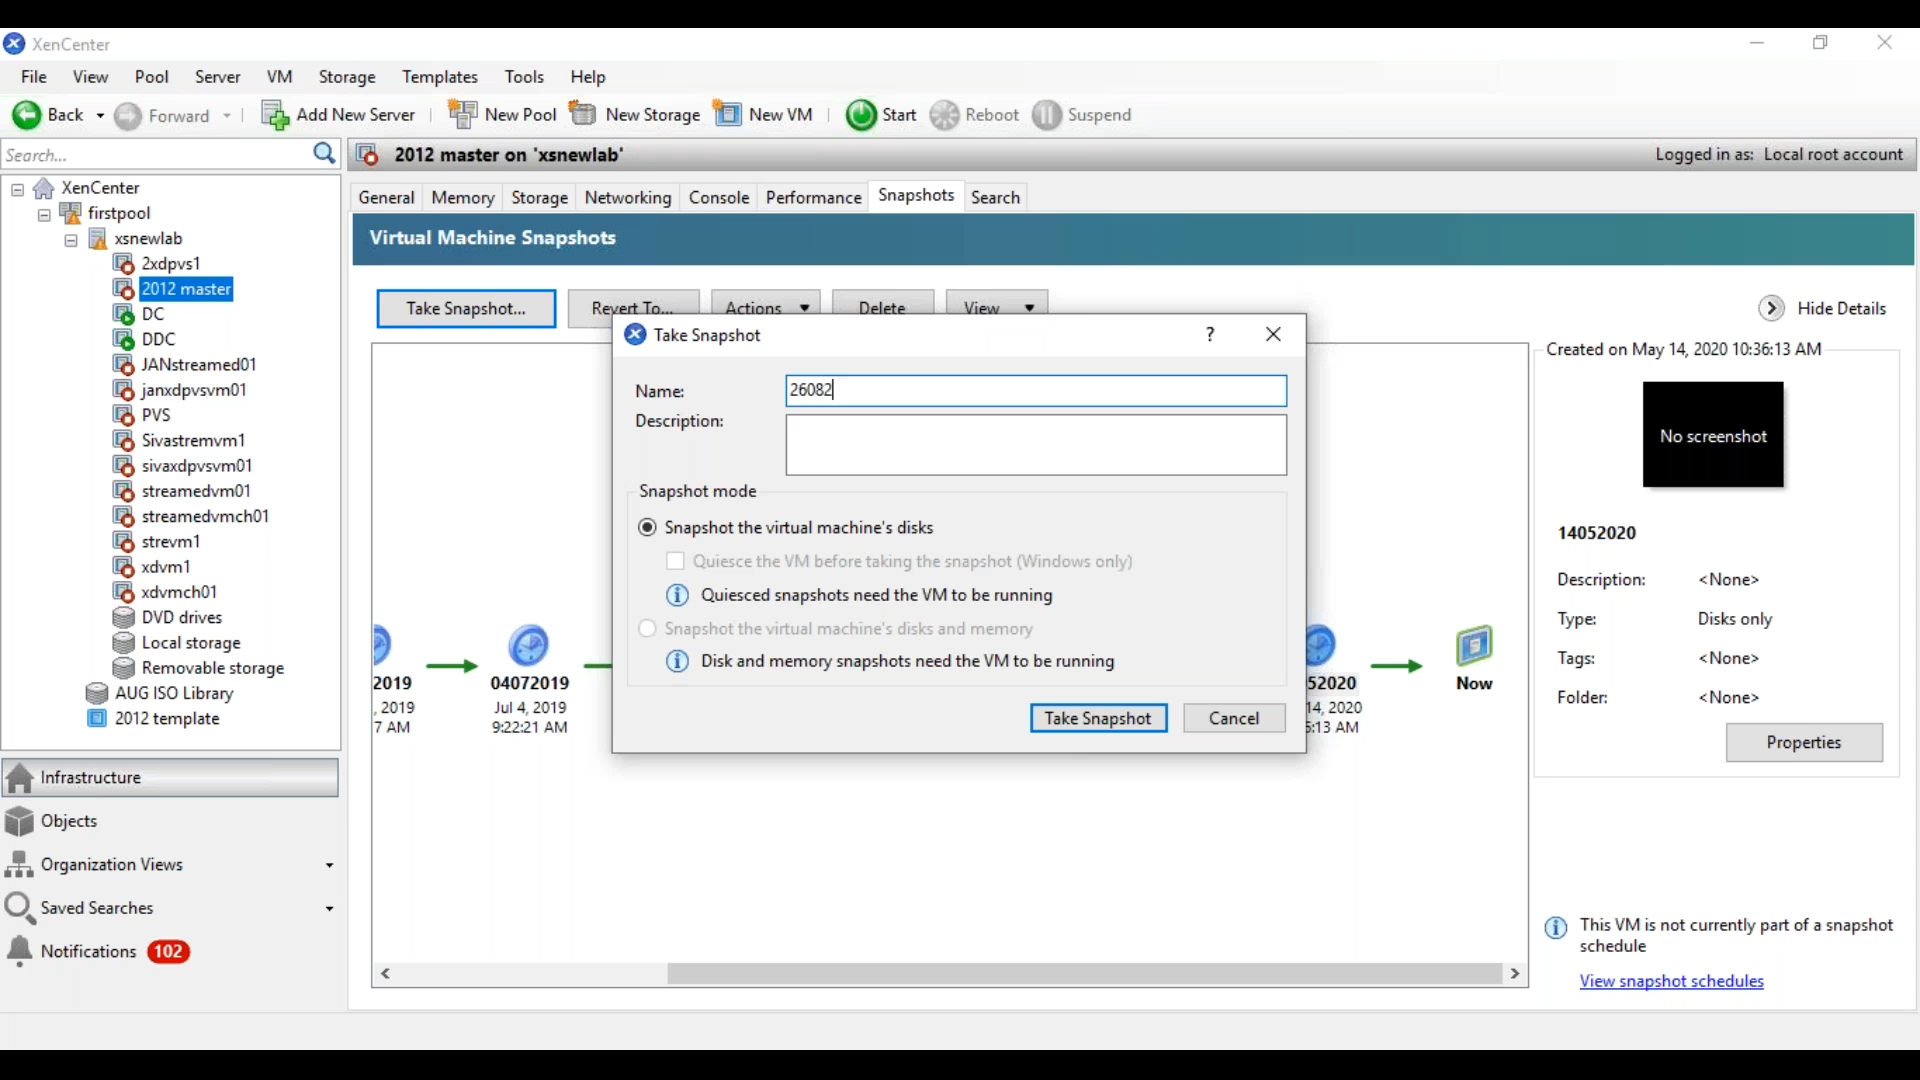 XenCenter
File View Pool Server VM Storage Templates Tools Help
Back Forward Add New Server New Pool New Storage New VM Start Reboot Suspend
Search...
2012 master on 'xsnewlab'
Logged in as: Local root account
XenCenter
firstpool
xsnewlab
2xdpvs1
2012 master
DC
DDC
JANstreamed01
janxdpvsvm01
PVS
Sivastremvm1
sivaxdpvsvm01
streamedvm01
streamedvmch01
strevm1
xdvm1
xdvmch01
DVD drives
Local storage
Removable storage
AUG ISO Library
2012 template
Infrastructure
Objects
Organization Views
Saved Searches
Notifications 102
General Memory Storage Networking Console Performance Snapshots Search
Virtual Machine Snapshots
Take Snapshot... Revert To... Actions Delete View
Hide Details
Take Snapshot ?
Name: 26082
Description:
Snapshot mode
Snapshot the virtual machine's disks
Quiesce the VM before taking the snapshot (Windows only)
Quiesced snapshots need the VM to be running
Snapshot the virtual machine's disks and memory
Disk and memory snapshots need the VM to be running
Take Snapshot Cancel
2019
, 2019
7 AM
04072019
Jul 4, 2019
9:22:21 AM
52020
14, 2020
6:13 AM
Now
Created on May 14, 2020 10:36:13 AM
No screenshot
14052020
Description: <None>
Type: Disks only
Tags: <None>
Folder: <None>
Properties
This VM is not currently part of a snapshot
schedule
View snapshot schedules